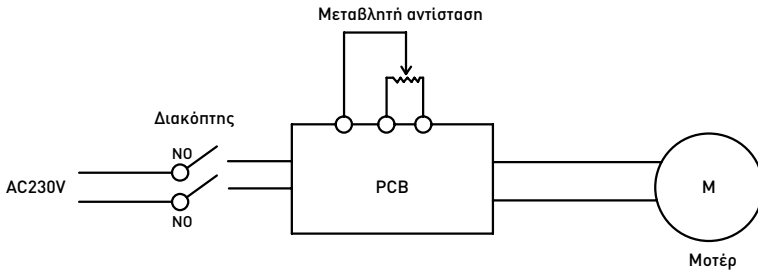 Μεταβλητή αντίσταση
Διακόπτης
NO
AC230V
PCB
M
NO
Μοτέρ